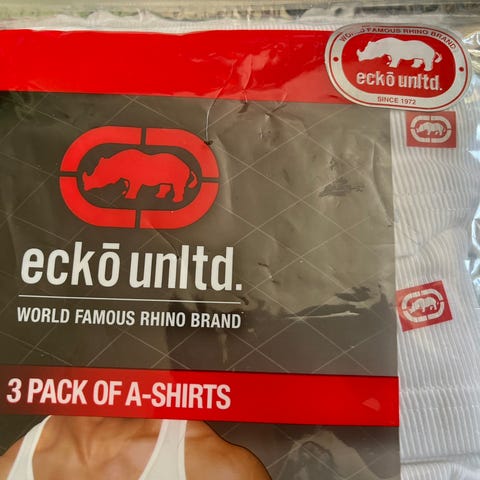 WORLD FAMOUS RHINO BRAND
eckō unltd.
SINCE 1972
eckō unltd.
WORLD FAMOUS RHINO BRAND
3 PACK OF A-SHIRTS